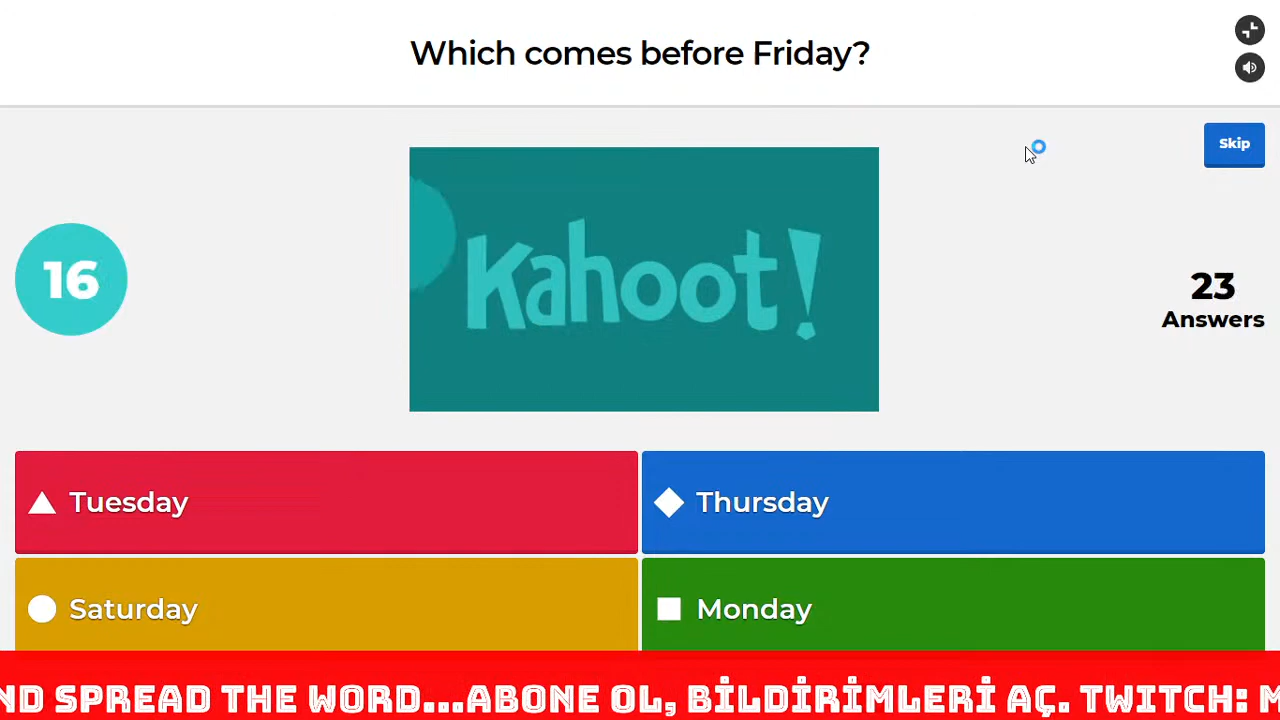 Which comes before Friday?
Skip
Kahoot!
16
23
Answers
Tuesday
Thursday
Saturday
Monday
SPREAD THE WORD...ABONE OL, BİLDİRİMLERİ AÇ. TWITCH: